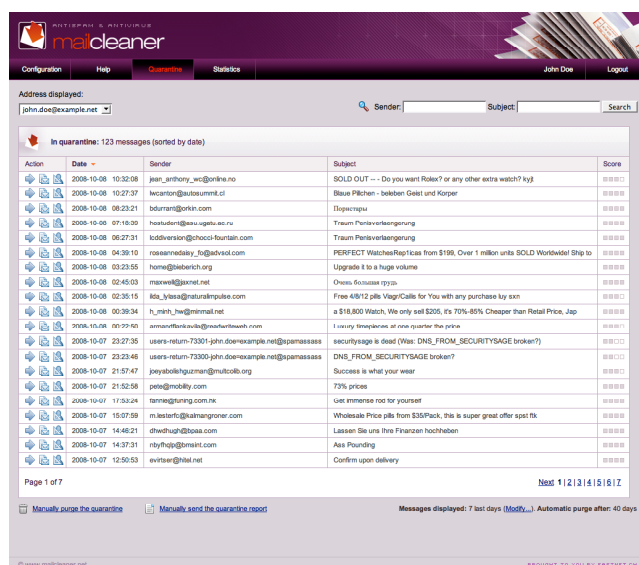 ANTISPAM & ANTIVIRUS
mailcleaner
Configuration Help Quarantine Statistics John Doe Logout
Address displayed:
john.doe@example.net Sender: Subject: Search
In quarantine: 123 messages (sorted by date)
Action Date Sender Subject Score
2008-10-08 10:32:08 jean_anthony_wc@online.no SOLD OUT -- - Do you want Rolex? or any other extra watch? kyjt
2008-10-08 10:27:37 lwcanton@autosummit.cl Blaue Pillchen - beleben Geist und Korper
2008-10-08 08:23:21 bdurrant@orkin.com Порнстары
2008-10-08 07:16:09 hostudent@asu.ugatu.ac.ru Traum Penisverlaengerung
2008-10-08 06:27:31 lcddiversion@chocci-fountain.com Traum Penisverlaengerung
2008-10-08 04:39:10 roseannedaisy_fo@advsol.com PERFECT WatchesRep1icas from $199, Over 1 million units SOLD Worldwide! Ship to
2008-10-08 03:23:55 home@bieberich.org Upgrade it to a huge volume
2008-10-08 02:45:03 maxwell@jaxnet.net Очень большая грудь
2008-10-08 02:35:15 ilda_lylasa@naturalimpulse.com Free 4/8/12 pills Viagr/Cailis for You with any purchase luy sxn
2008-10-08 00:39:34 h_minh_hw@minmail.net a $18,800 Watch, We only sell $205, it's 70%-85% Cheaper than Retail Price, Jap
2008-10-08 00:22:50 armandflankavila@readwriteweb.com Luxury timepieces at one quarter the price
2008-10-07 23:27:35 users-return-73301-john.doe=example.net@spamassass securitysage is dead (Was: DNS_FROM_SECURITYSAGE broken?)
2008-10-07 23:23:46 users-return-73300-john.doe=example.net@spamassass DNS_FROM_SECURITYSAGE broken?
2008-10-07 21:57:47 joeyabolishguzman@multcolib.org Success is what your wear
2008-10-07 21:52:58 pete@mobility.com 73% prices
2008-10-07 17:53:24 fannie@funing.com.hk Get immense rod for yourself
2008-10-07 15:07:59 m.lesterfc@kalmangroner.com Wholesale Price pills from $35/Pack, this is super great offer spst ftk
2008-10-07 14:46:21 dhwdhugh@bpaa.com Lassen Sie uns Ihre Finanzen hochheben
2008-10-07 14:37:31 nbyfhqlp@bmsint.com Ass Pounding
2008-10-07 12:50:53 evirtser@hitel.net Confirm upon delivery
Page 1 of 7 Next 1 | 2 | 3 | 4 | 5 | 6 | 7
Manually purge the quarantine Manually send the quarantine report Messages displayed: 7 last days (Modify...). Automatic purge after: 40 days
© www.mailcleaner.net